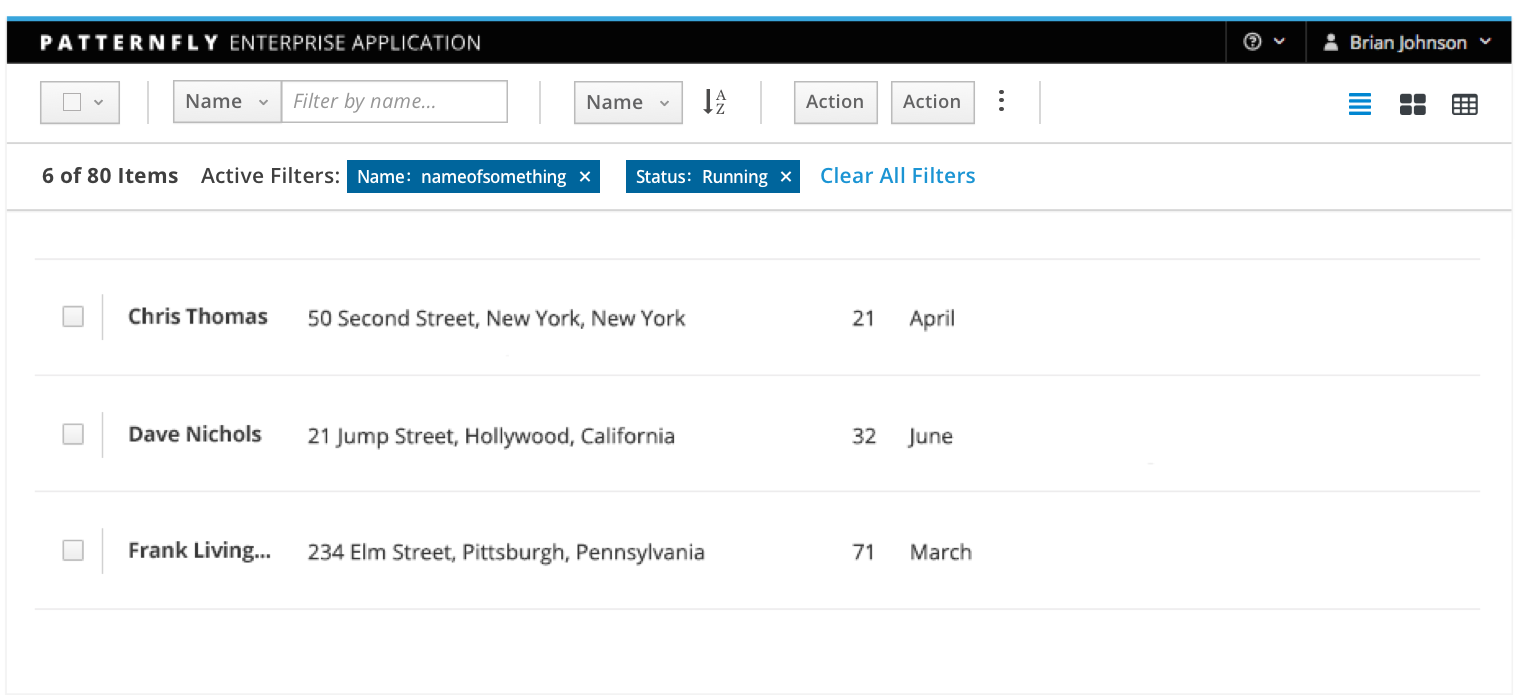 PATTERNFLY ENTERPRISE APPLICATION Brian Johnson
Name Filter by name... Name A Z Action Action
6 of 80 Items Active Filters: Name: nameofsomething × Status: Running × Clear All Filters
Chris Thomas 50 Second Street, New York, New York 21 April
Dave Nichols 21 Jump Street, Hollywood, California 32 June
Frank Living... 234 Elm Street, Pittsburgh, Pennsylvania 71 March